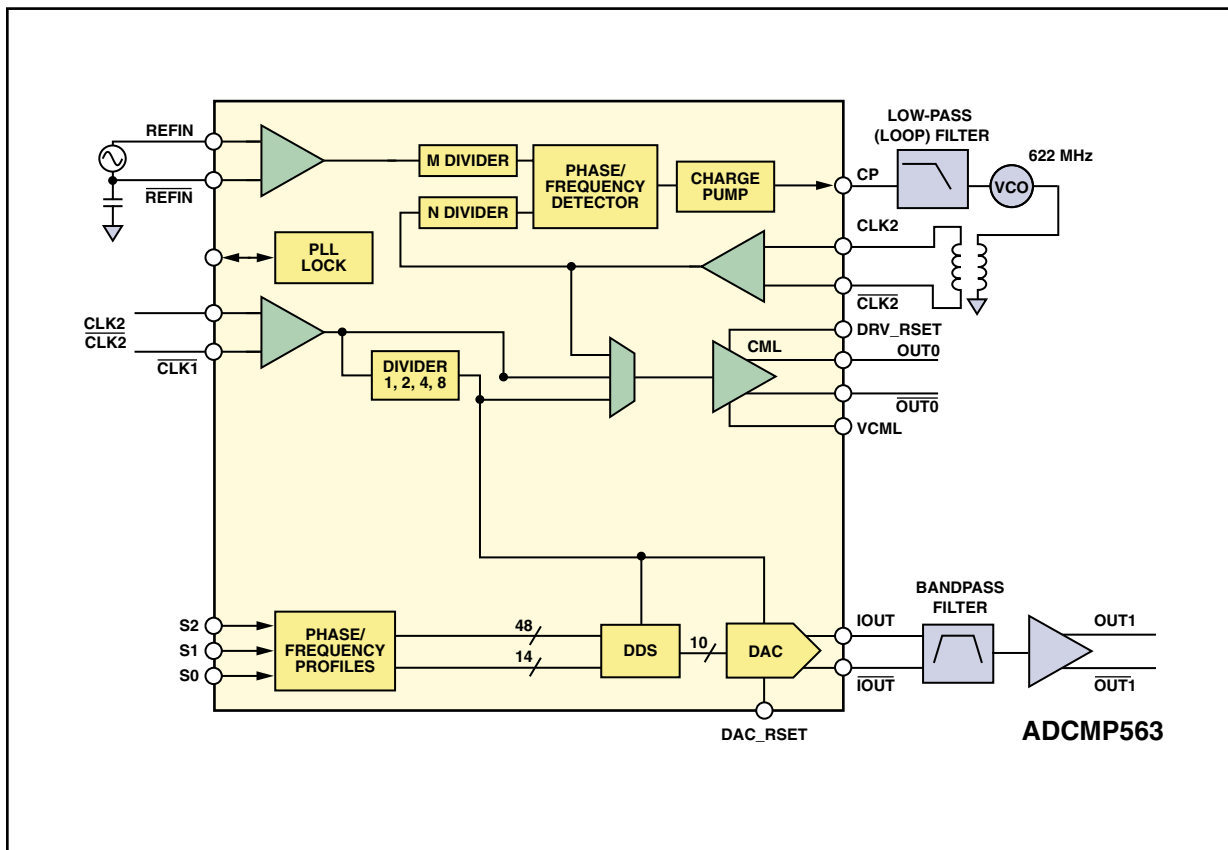 REFIN
REFIN
M DIVIDER
N DIVIDER
PHASE/
FREQUENCY
DETECTOR
CHARGE
PUMP
CP
LOW-PASS
(LOOP) FILTER
622 MHz
VCO
CLK2
CLK2
PLL
LOCK
CLK2
CLK2
CLK1
DIVIDER
1, 2, 4, 8
CML
DRV_RSET
OUT0
OUT0
VCML
S2
S1
S0
PHASE/
FREQUENCY
PROFILES
48
14
DDS
10
DAC
DAC_RSET
IOUT
IOUT
BANDPASS
FILTER
OUT1
OUT1
ADCMP563